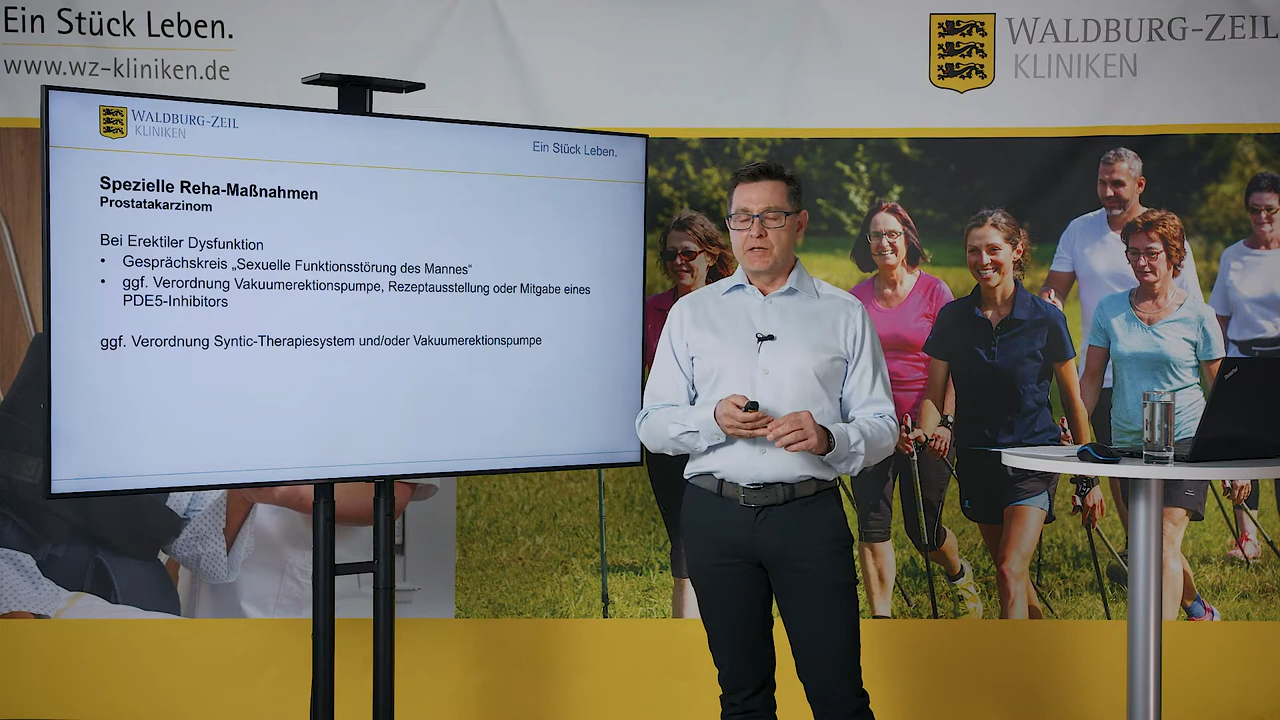 Ein Stück Leben.
www.wz-kliniken.de
WALDBURG-ZEIL
KLINIKEN
WALDBURG-ZEIL
KLINIKEN
Ein Stück Leben.
Spezielle Reha-Maßnahmen
Prostatakarzinom
Bei Erektiler Dysfunktion
• Gesprächskreis „Sexuelle Funktionsstörung des Mannes“
• ggf. Verordnung Vakuumerektionspumpe, Rezeptausstellung oder Mitgabe eines
PDE5-Inhibitors
ggf. Verordnung Syntic-Therapiesystem und/oder Vakuumerektionspumpe
ThinkPad